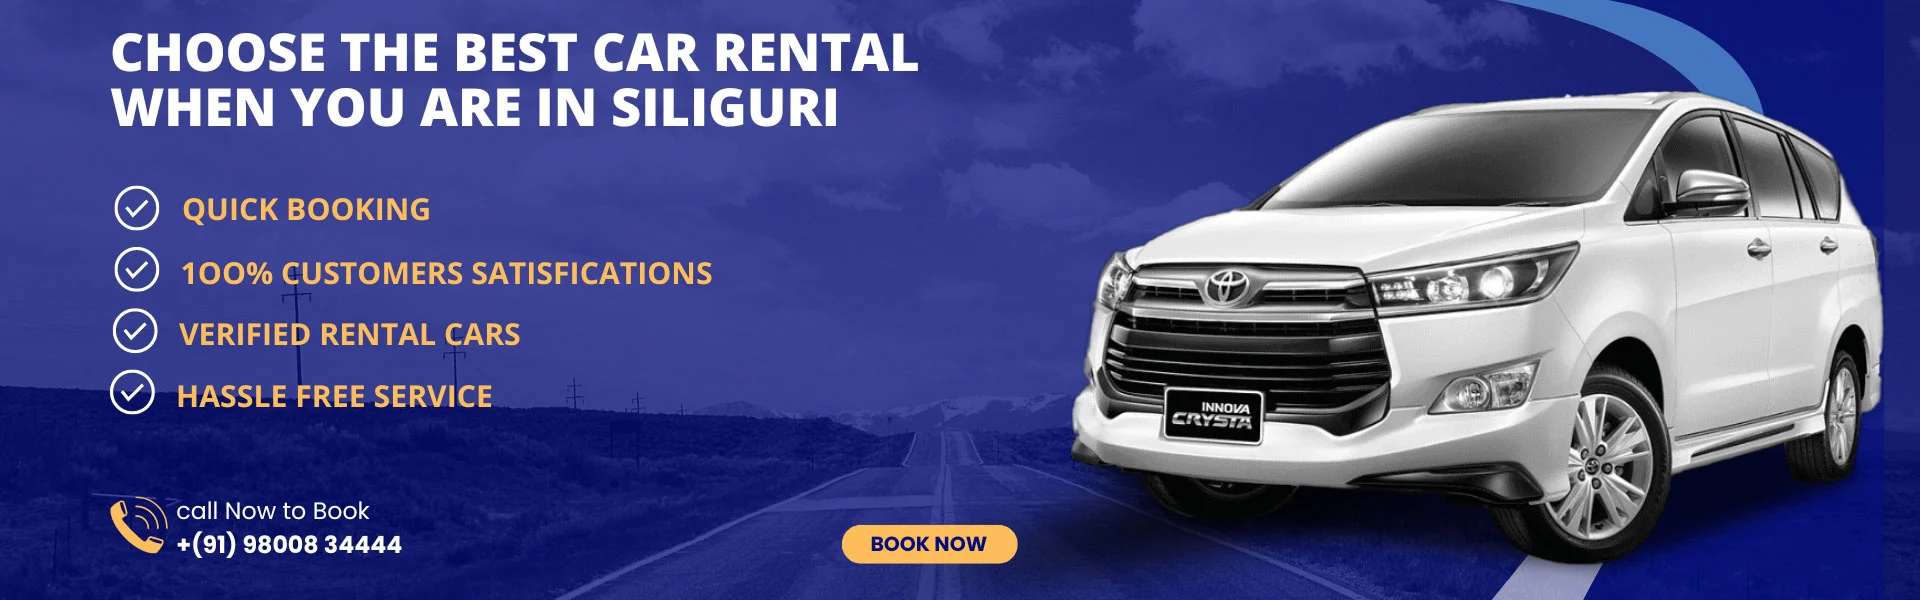 CHOOSE THE BEST CAR RENTAL
WHEN YOU ARE IN SILIGURI
QUICK BOOKING
100% CUSTOMERS SATISFICATIONS
VERIFIED RENTAL CARS
HASSLE FREE SERVICE
call Now to Book
+(91) 98008 34444
BOOK NOW
INNOVA
CRYSTA